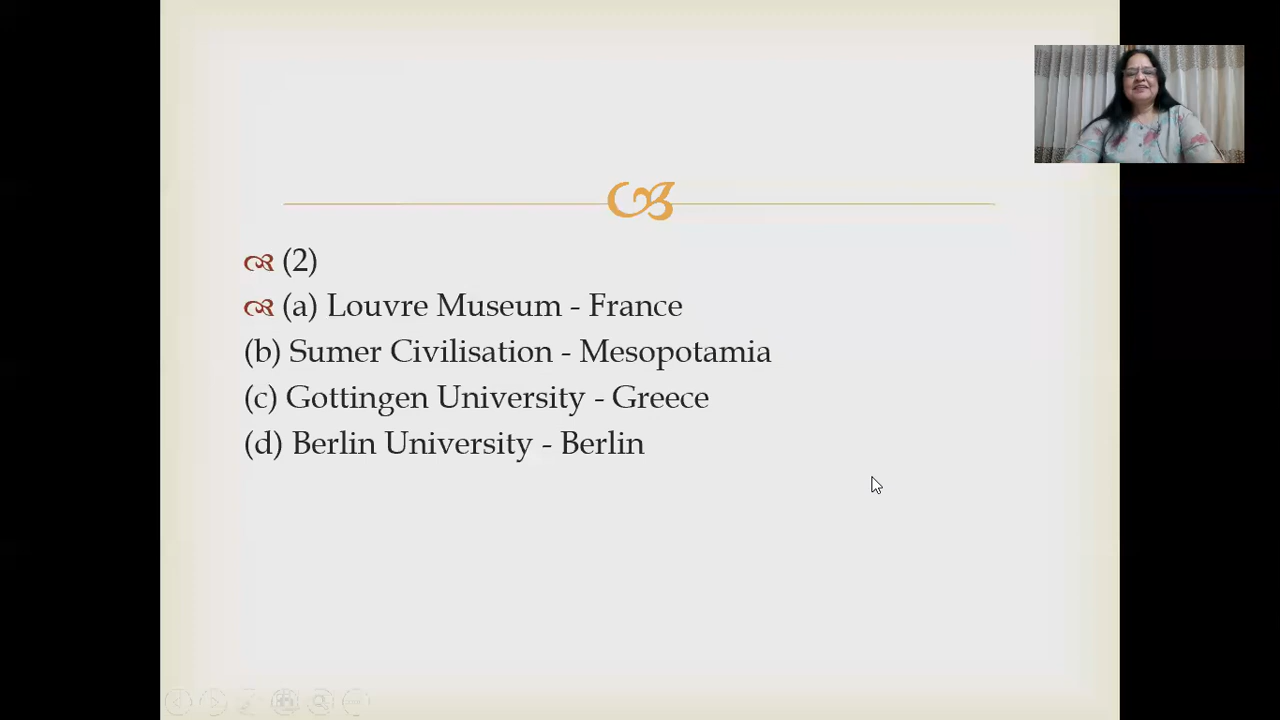 (2)
(a) Louvre Museum - France
(b) Sumer Civilisation - Mesopotamia
(c) Gottingen University - Greece
(d) Berlin University - Berlin